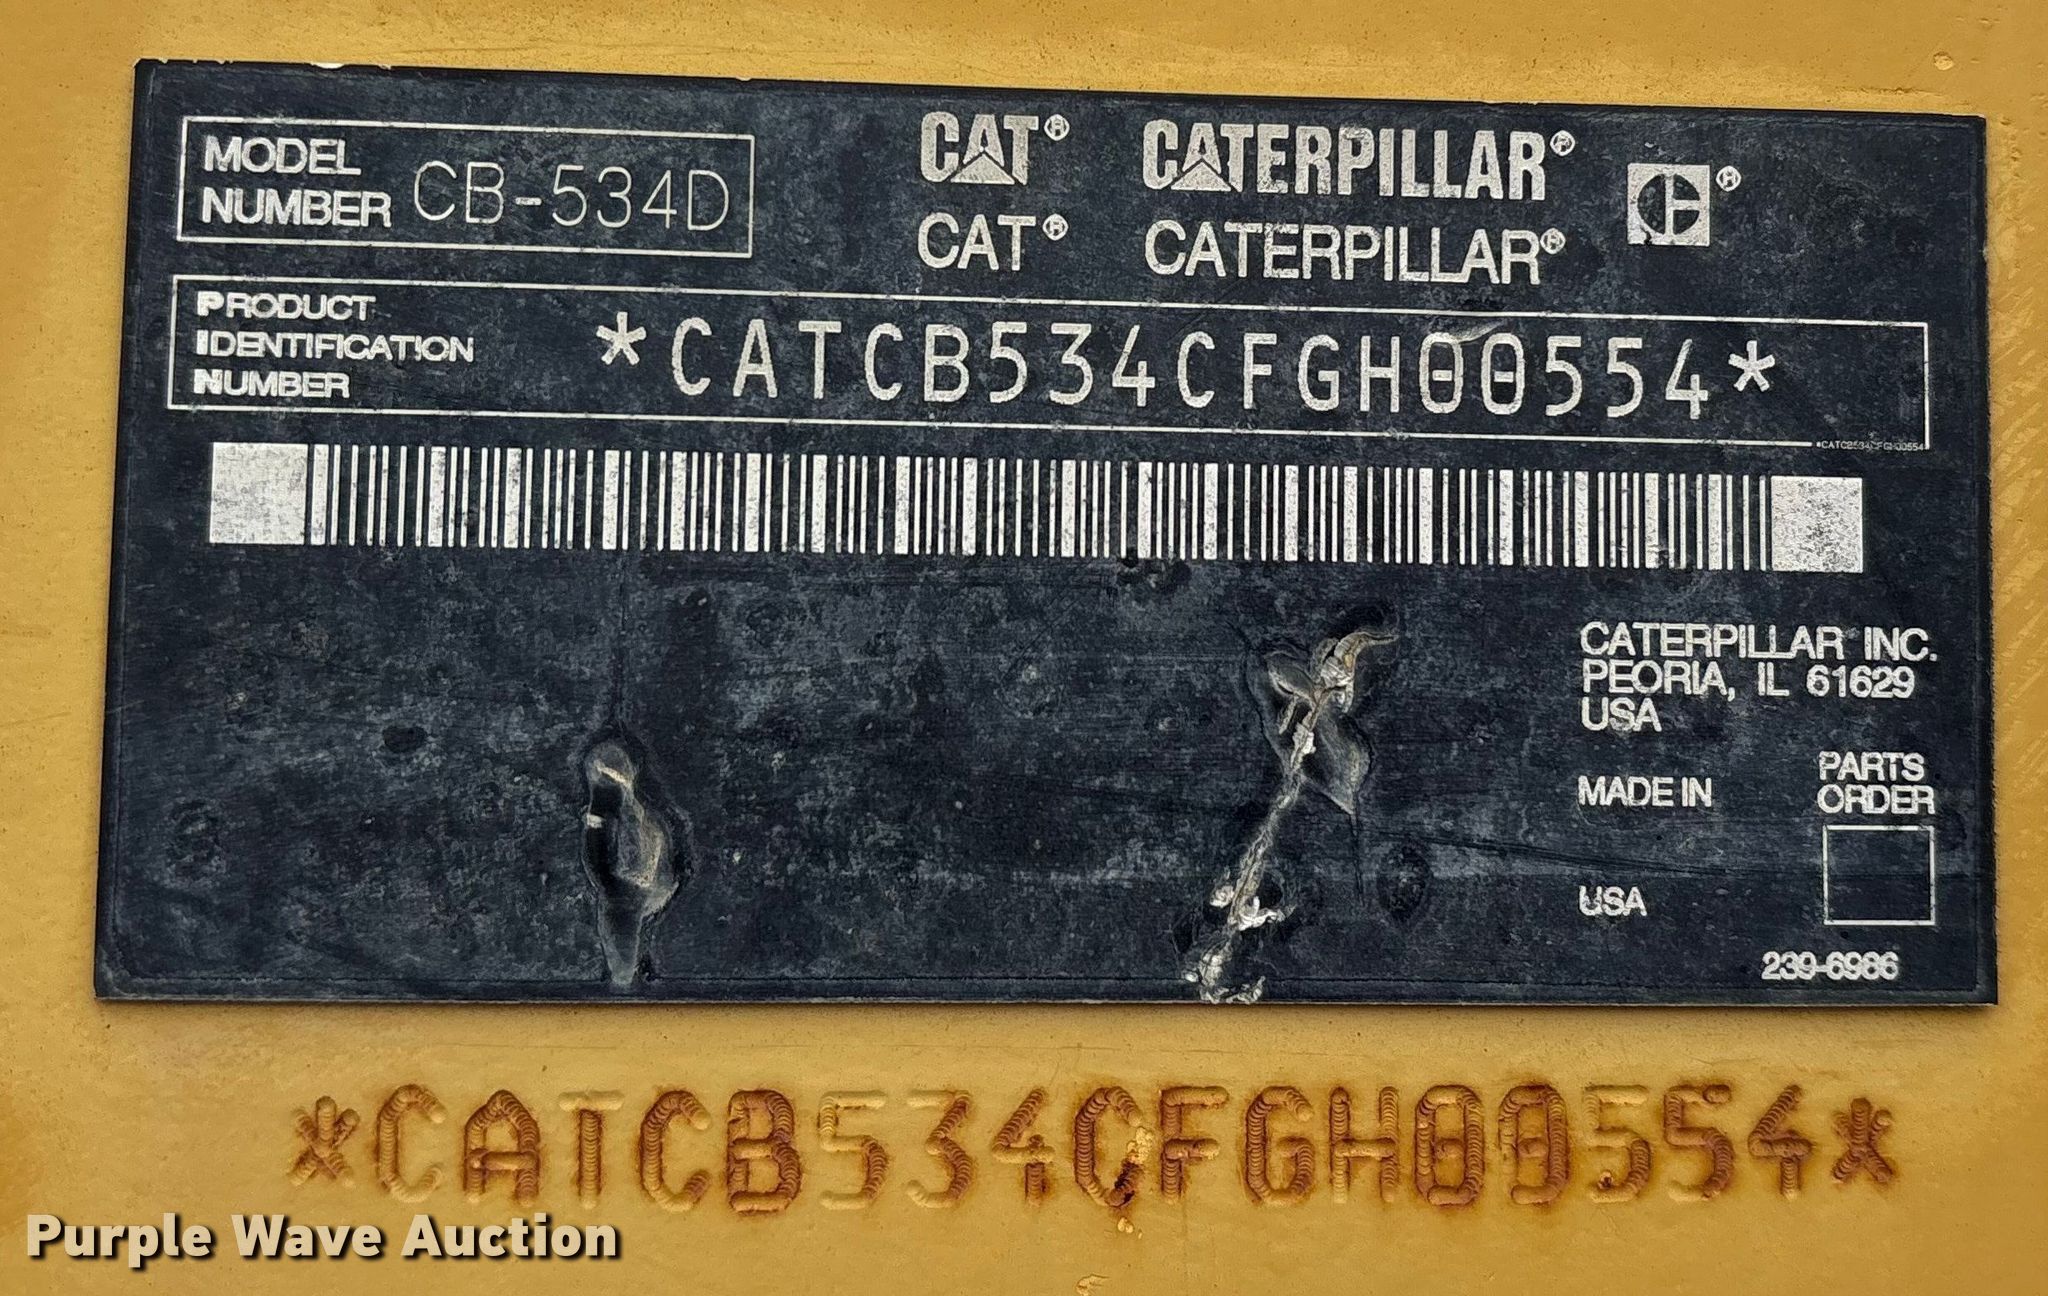 MODEL
NUMBER CB-534D
CAT® CATERPILLAR® ®
CAT® CATERPILLAR®
PRODUCT
IDENTIFICATION
NUMBER
*CATCB534CFGH00554*
*CATCB534CFGH00554
CATERPILLAR INC.
PEORIA, IL 61629
USA
MADE IN
USA
PARTS
ORDER
239-6986
*CATCB534CFGH00554*
Purple Wave Auction